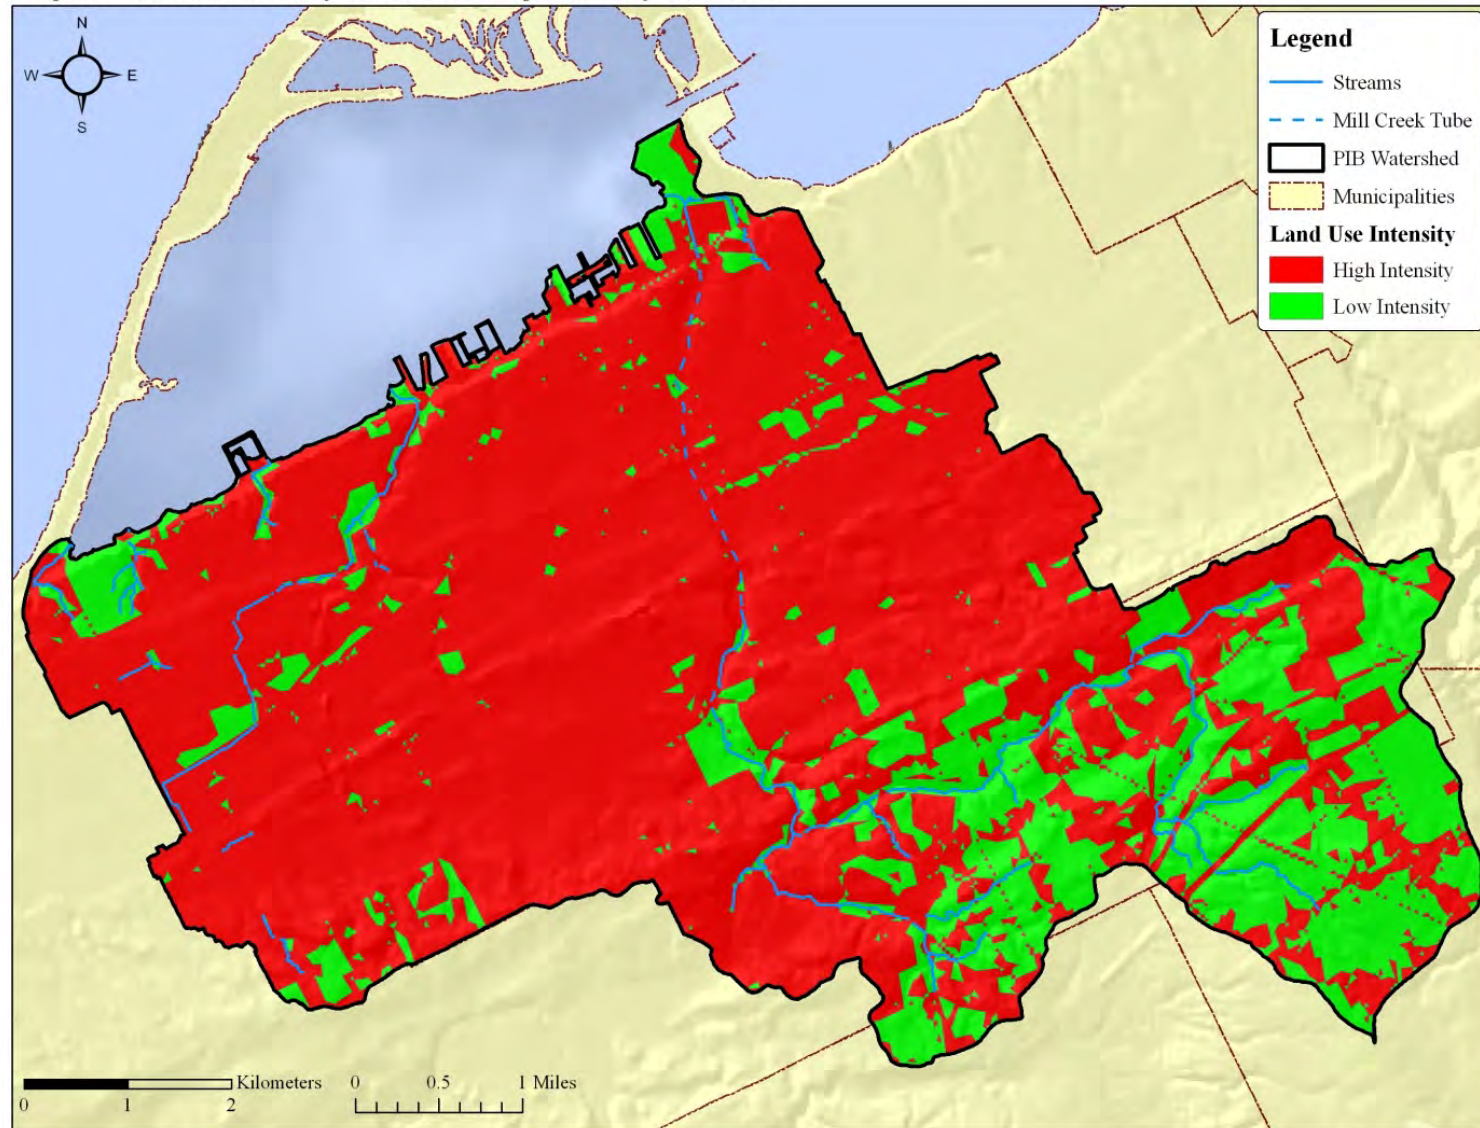 N
W E
S
Legend
Streams
Mill Creek Tube
PIB Watershed
Municipalities
Land Use Intensity
High Intensity
Low Intensity
Kilometers
0 1 2
0 0.5 1 Miles